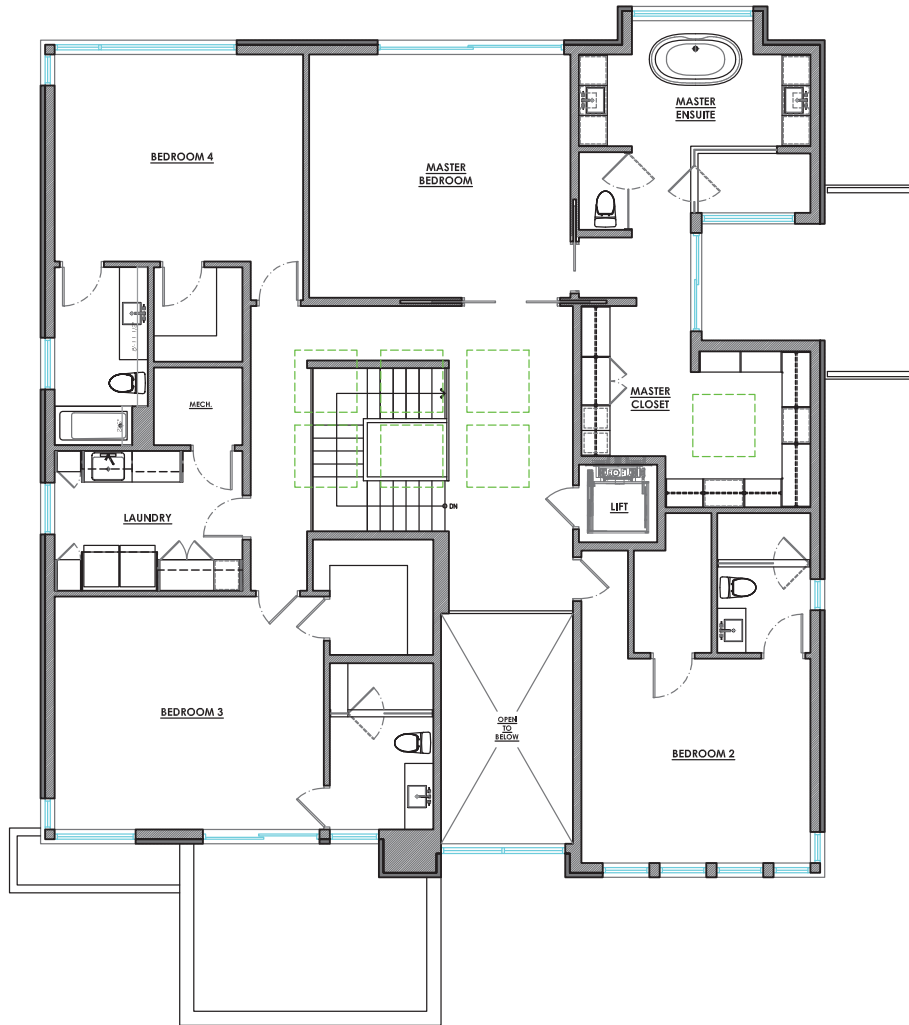 MASTER
ENSUITE
BEDROOM 4
MASTER
BEDROOM
MASTER
CLOSET
MECH.
DN
LIFT
LAUNDRY
BEDROOM 3
OPEN
TO
BELOW
BEDROOM 2